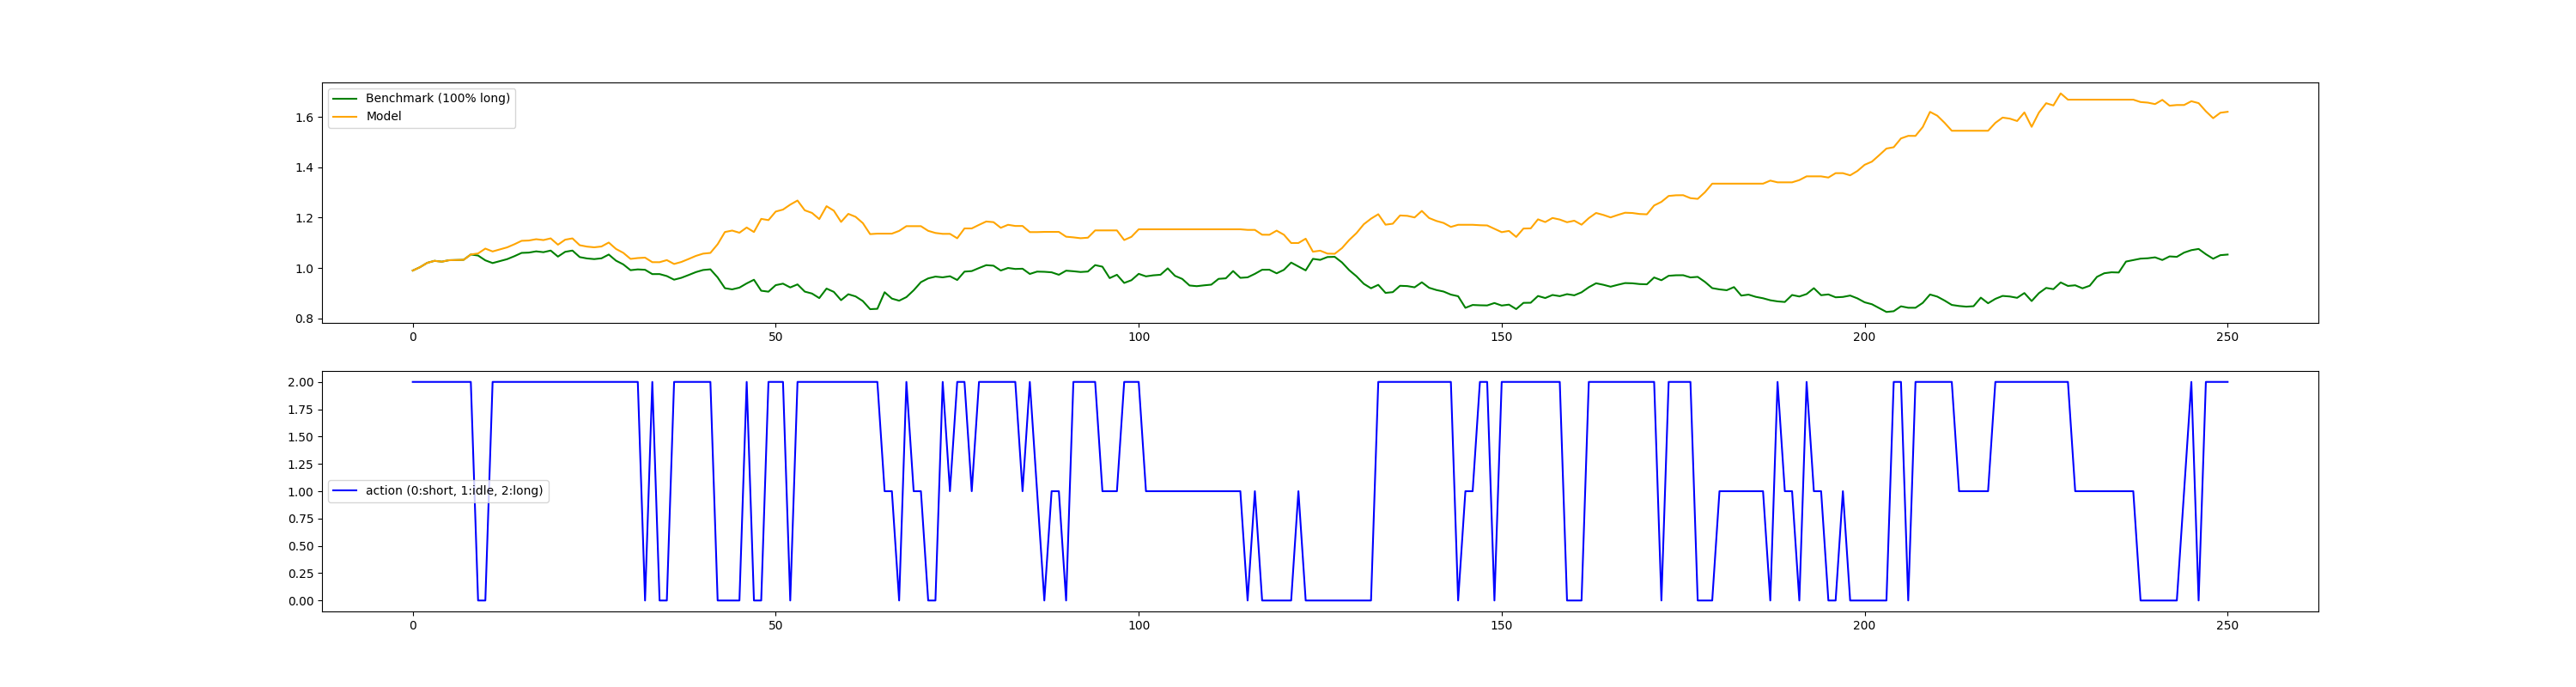 Benchmark (100% long)
Model
1.6
1.4
1.2
1.0
0.8
0 50 100 150 200 250
2.00
1.75
1.50
1.25
1.00
action (0:short, 1:idle, 2:long)
0.75
0.50
0.25
0.00
0 50 100 150 200 250